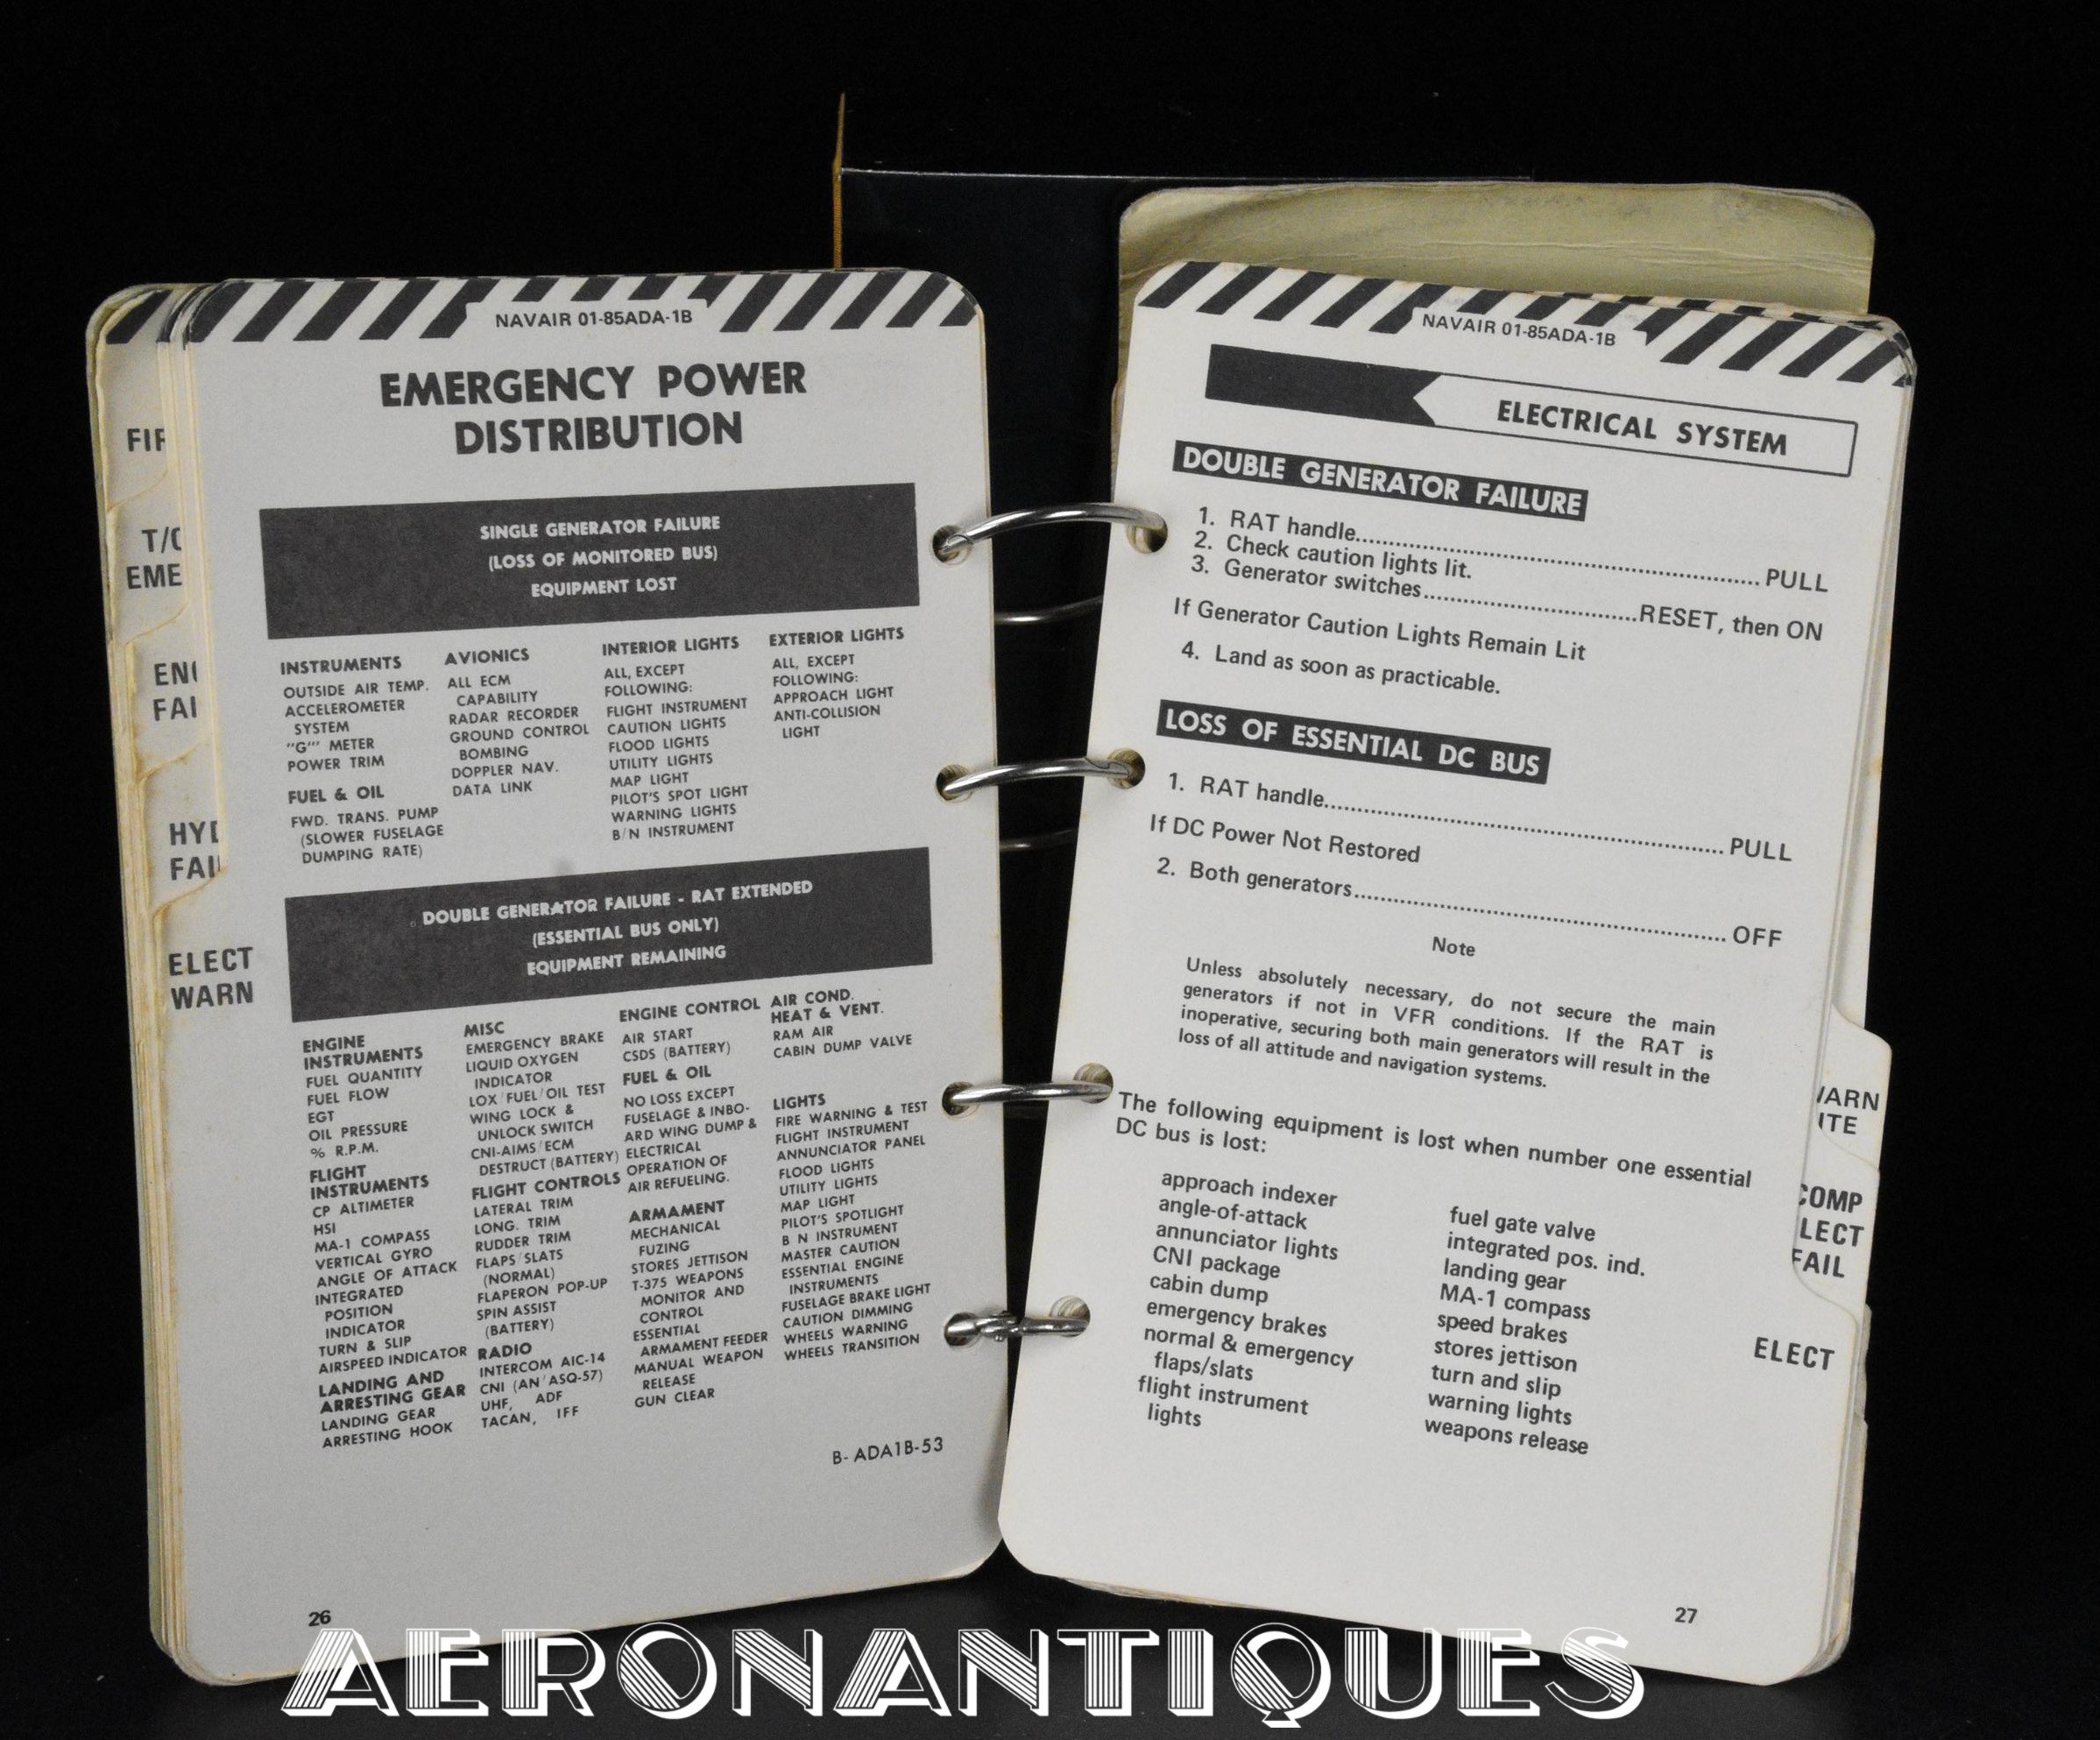 NAVAIR 01-85ADA-1B
EMERGENCY POWER
DISTRIBUTION
SINGLE GENERATOR FAILURE
(LOSS OF MONITORED BUS)
EQUIPMENT LOST
INSTRUMENTS
OUTSIDE AIR TEMP.
ACCELEROMETER
SYSTEM
"G"' METER
POWER TRIM
FUEL & OIL
FWD. TRANS. PUMP
(SLOWER FUSELAGE
DUMPING RATE)
AVIONICS
ALL ECM
CAPABILITY
RADAR RECORDER
GROUND CONTROL
BOMBING
DOPPLER NAV.
DATA LINK
INTERIOR LIGHTS
ALL, EXCEPT
FOLLOWING:
FLIGHT INSTRUMENT
CAUTION LIGHTS
FLOOD LIGHTS
UTILITY LIGHTS
MAP LIGHT
PILOT'S SPOT LIGHT
WARNING LIGHTS
B/N INSTRUMENT
EXTERIOR LIGHTS
ALL, EXCEPT
FOLLOWING:
APPROACH LIGHT
ANTI-COLLISION
LIGHT
DOUBLE GENERATOR FAILURE - RAT EXTENDED
(ESSENTIAL BUS ONLY)
EQUIPMENT REMAINING
ENGINE
INSTRUMENTS
FUEL QUANTITY
FUEL FLOW
EGT
OIL PRESSURE
% R.P.M.
FLIGHT
INSTRUMENTS
CP ALTIMETER
HSI
MA-1 COMPASS
VERTICAL GYRO
ANGLE OF ATTACK
INTEGRATED
POSITION
INDICATOR
TURN & SLIP
AIRSPEED INDICATOR
LANDING AND
ARRESTING GEAR
LANDING GEAR
ARRESTING HOOK
MISC
EMERGENCY BRAKE
LIQUID OXYGEN
INDICATOR
LOX/FUEL/OIL TEST
WING LOCK &
UNLOCK SWITCH
CNI-AIMS/ECM
DESTRUCT (BATTERY)
FLIGHT CONTROLS
LATERAL TRIM
LONG. TRIM
RUDDER TRIM
FLAPS/SLATS
(NORMAL)
FLAPERON POP-UP
SPIN ASSIST
(BATTERY)
RADIO
INTERCOM AIC-14
CNI (AN/ASQ-57)
UHF, ADF
TACAN, IFF
ENGINE CONTROL
AIR START
CSDS (BATTERY)
FUEL & OIL
NO LOSS EXCEPT
FUSELAGE & INBO-
ARD WING DUMP &
ELECTRICAL
OPERATION OF
AIR REFUELING.
ARMAMENT
MECHANICAL
FUZING
STORES JETTISON
T-375 WEAPONS
MONITOR AND
CONTROL
ESSENTIAL
ARMAMENT FEEDER
MANUAL WEAPON
RELEASE
GUN CLEAR
AIR COND.
HEAT & VENT.
RAM AIR
CABIN DUMP VALVE
LIGHTS
FIRE WARNING & TEST
FLIGHT INSTRUMENT
ANNUNCIATOR PANEL
FLOOD LIGHTS
UTILITY LIGHTS
MAP LIGHT
PILOT'S SPOTLIGHT
B N INSTRUMENT
MASTER CAUTION
ESSENTIAL ENGINE
INSTRUMENTS
FUSELAGE BRAKE LIGHT
CAUTION DIMMING
WHEELS WARNING
WHEELS TRANSITION
B- ADA1B-53
26
ELECT
WARN
NAVAIR 01-85ADA-1B
ELECTRICAL SYSTEM
DOUBLE GENERATOR FAILURE
1. RAT handle.......... PULL
2. Check caution lights lit.
3. Generator switches..........RESET, then ON
If Generator Caution Lights Remain Lit
4. Land as soon as practicable.
LOSS OF ESSENTIAL DC BUS
1. RAT handle.......... PULL
If DC Power Not Restored
2. Both generators.......... OFF
Note
Unless absolutely necessary, do not secure the main
generators if not in VFR conditions. If the RAT is
inoperative, securing both main generators will result in the
loss of all attitude and navigation systems.
The following equipment is lost when number one essential
DC bus is lost:
approach indexer
angle-of-attack
annunciator lights
CNI package
cabin dump
emergency brakes
normal & emergency
flaps/slats
flight instrument
lights
fuel gate valve
integrated pos. ind.
landing gear
MA-1 compass
speed brakes
stores jettison
turn and slip
warning lights
weapons release
ELECT
FAIL
27
AERONANTIQUES